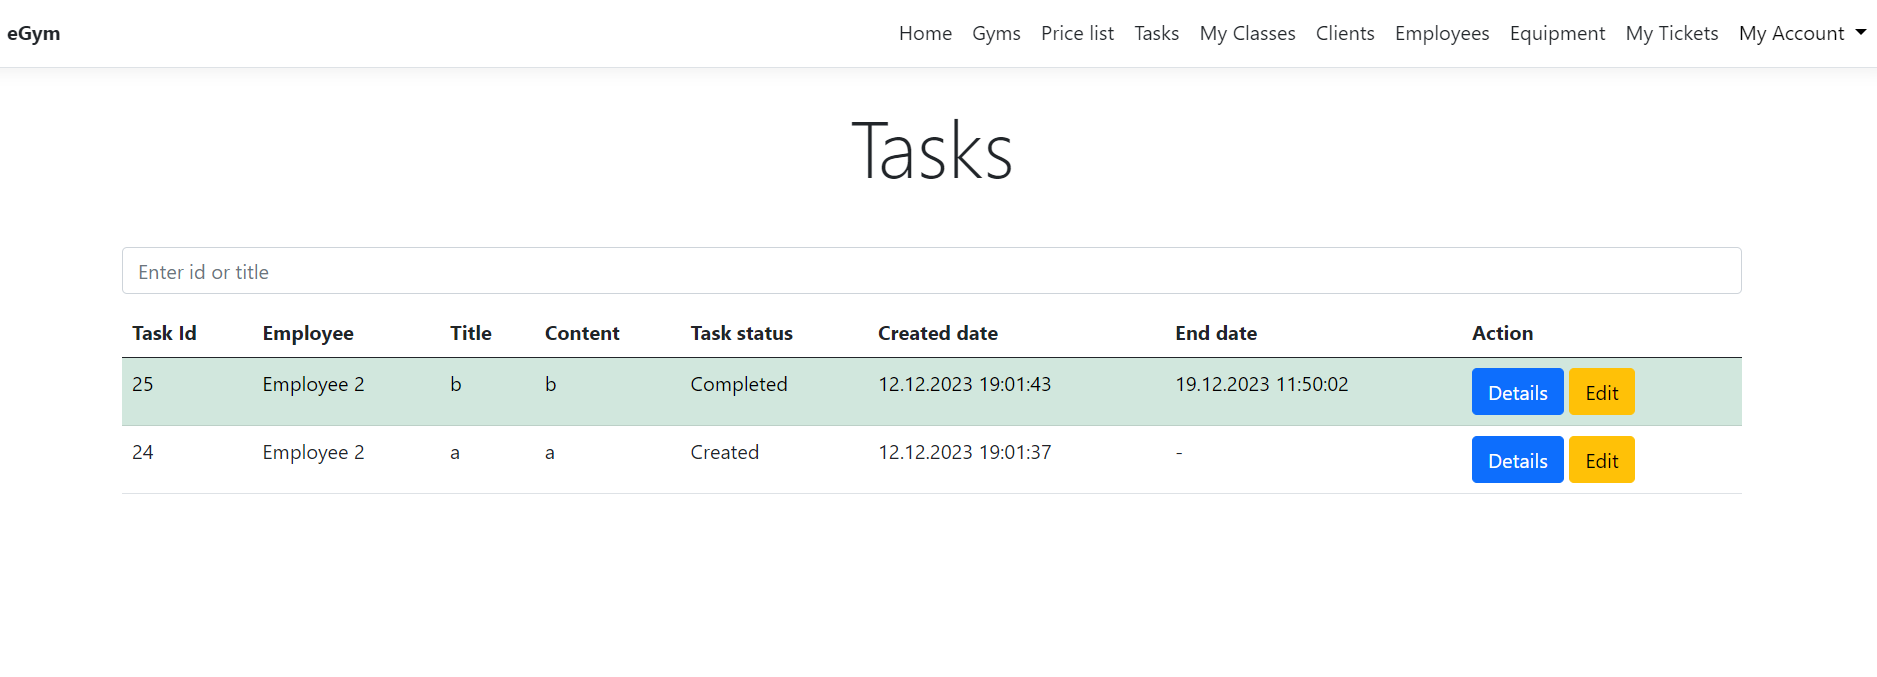 eGym Home Gyms Price list Tasks My Classes Clients Employees Equipment My Tickets My Account
Tasks
Enter id or title
Task Id Employee Title Content Task status Created date End date Action
25 Employee 2 b b Completed 12.12.2023 19:01:43 19.12.2023 11:50:02 Details Edit
24 Employee 2 a a Created 12.12.2023 19:01:37 - Details Edit